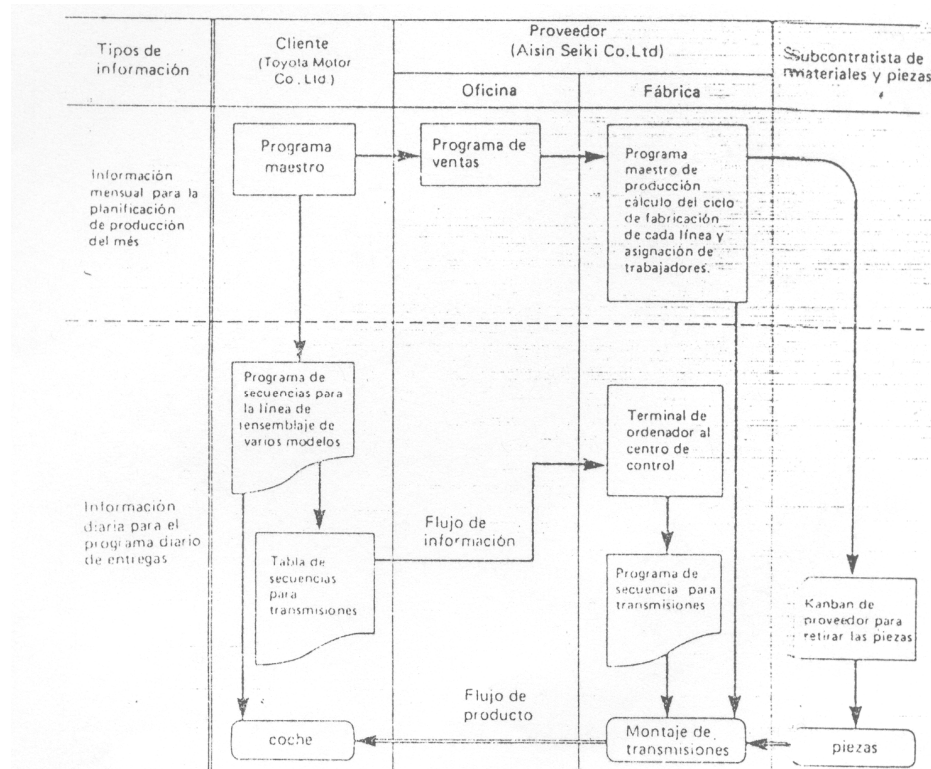 Tipos de
información
Cliente
(Toyota Motor
Co. Ltd)
Proveedor
(Aisin Seiki Co.Ltd)
Oficina
Fábrica
Subcontratista de
materiales y piezas
Información
mensual para la
planificación
de producción
del més
Programa
maestro
Programa de
ventas
Programa
maestro de
producción
cálculo del ciclo
de fabricación
de cada línea y
asignación de
trabajadores.
Información
diaria para el
programa diario
de entregas
Programa de
secuencias para
la línea de
ensemblaje de
varios modelos
Tabla de
secuencias
para
transmisiones
Flujo de
información
Terminal de
ordenador al
centro de
control
Programa de
secuencia para
transmisiones
Kanban de
proveedor para
retirar las piezas
coche
Flujo de
producto
Montaje de
transmisiones
piezas